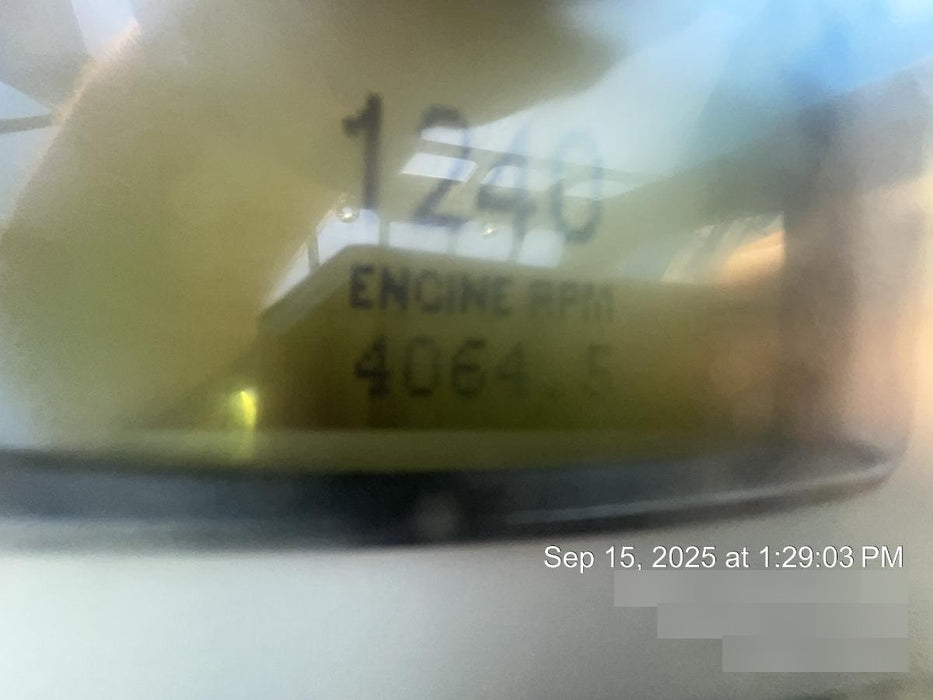 1240
ENGINE RPM
4064.5
Sep 15, 2025 at 1:29:03 PM